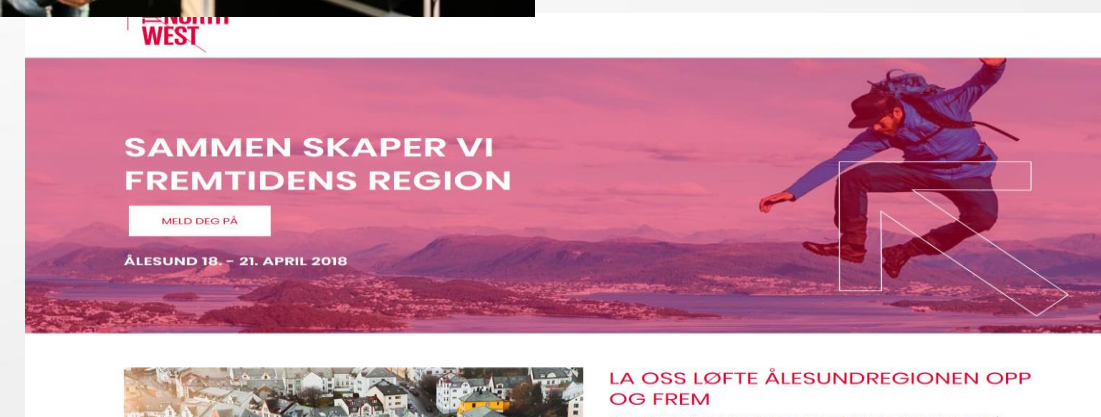 WEST
SAMMEN SKAPER VI
FREMTIDENS REGION
MELD DEG PÅ
ÅLESUND 18. – 21. APRIL 2018
LA OSS LØFTE ÅLESUNDREGIONEN OPP
OG FREM